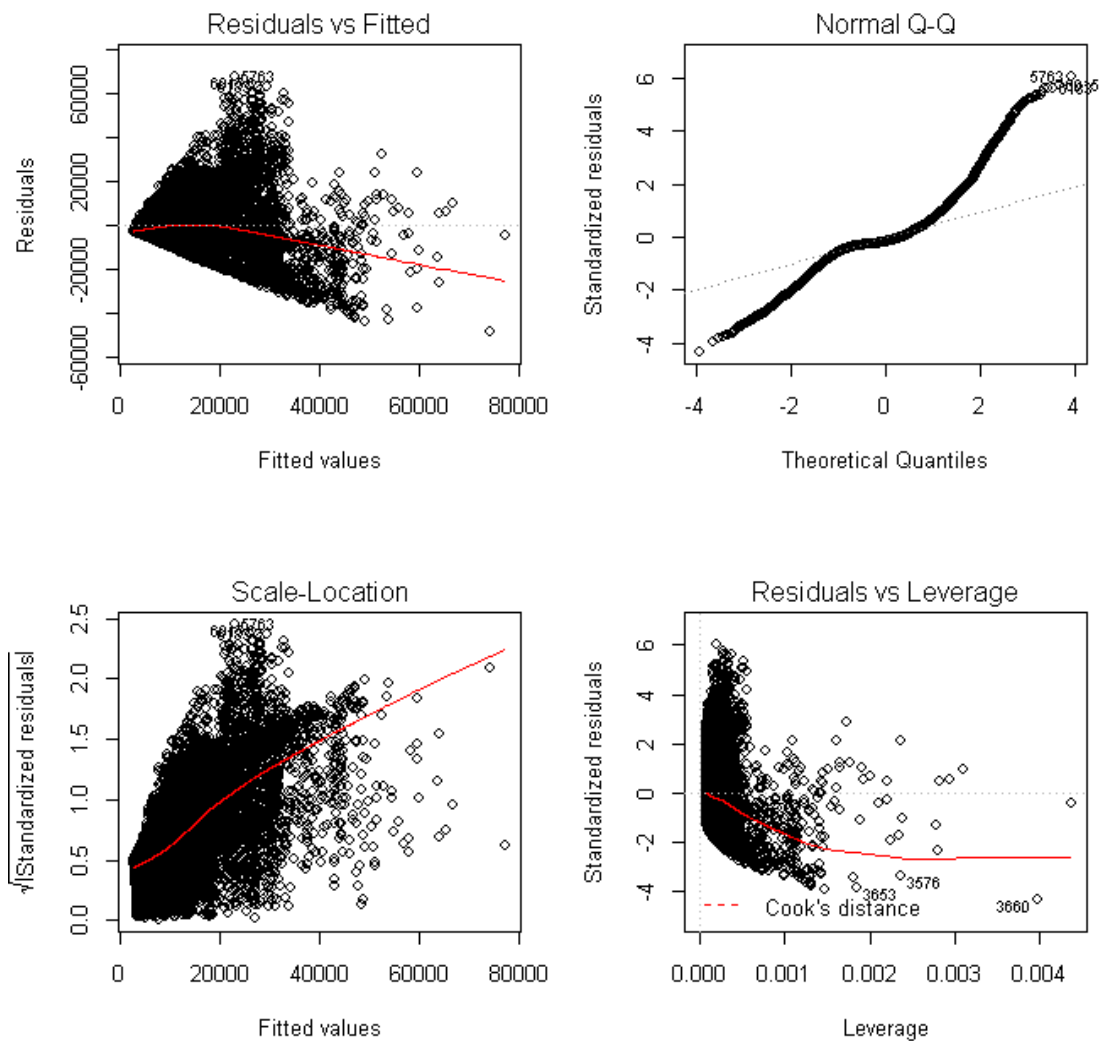 Residuals vs Fitted
5763
Residuals
-60000 -20000 20000 60000
0 20000 40000 60000 80000
Fitted values
Normal Q-Q
5763
Standardized residuals
-4 -2 0 2 4 6
-4 -2 0 2 4
Theoretical Quantiles
Scale-Location
5763
√|Standardized residuals|
0.0 0.5 1.0 1.5 2.0 2.5
0 20000 40000 60000 80000
Fitted values
Residuals vs Leverage
Standardized residuals
-4 -2 0 2 4 6
3576
3653
3660
Cook's distance
0.000 0.001 0.002 0.003 0.004
Leverage